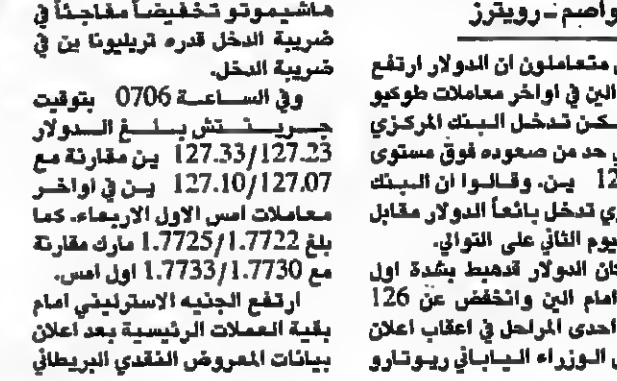 واصم ـ رويترز
متعاملون ان الدولار ارتفع
الين في اواخر معاملات طوكيو
كن تدخل البنك المركزي
حد من صعوده فوق مستوى
12 ين. وقالوا ان البنك
ي تدخل بائعاً الدولار مقابل
يوم الثاني على التوالي.
كان الدولار قدهبط بشدة اول
امام الين وانخفض عن 126
احدى المراحل في اعقاب اعلان
الوزراء الياباني ريوتارو
هاشيموتو تخفيضاً مفاجئاً في
ضريبة الدخل قدره تريليونا ين في
ضريبة الدخل.
وفي الساعة 0706 بتوقيت
جرينتش بلغ الدولار
127.33/127.23 ين مقارنة مع
127.10/127.07 ين في اواخر
معاملات امس الاول الاربعاء. كما
بلغ 1.7725/1.7722 مارك مقارنة
مع 1.7733/1.7730 اول امس.
ارتفع الجنيه الاسترليني امام
بقية العملات الرئيسية بعد اعلان
بيانات المعروض النقدي البريطاني